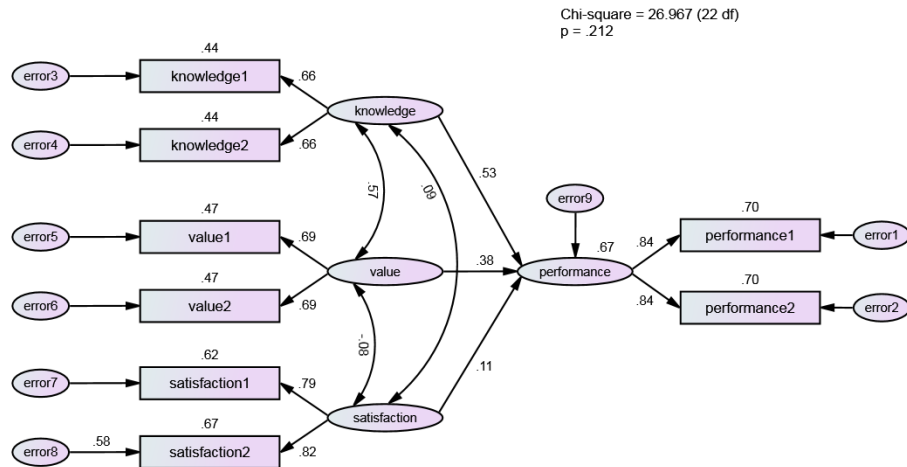 Chi-square = 26.967 (22 df)
p = .212
.44
error3
knowledge1
.66
knowledge
.44
error4
knowledge2
.66
.53
.57
.09
error9
.47
error5
value1
.69
value
.38
.67
performance
.84
.70
performance1
error1
.47
error6
value2
.69
.84
.70
performance2
error2
-.08
.11
.62
error7
satisfaction1
.79
satisfaction
.67
error8
.58
satisfaction2
.82